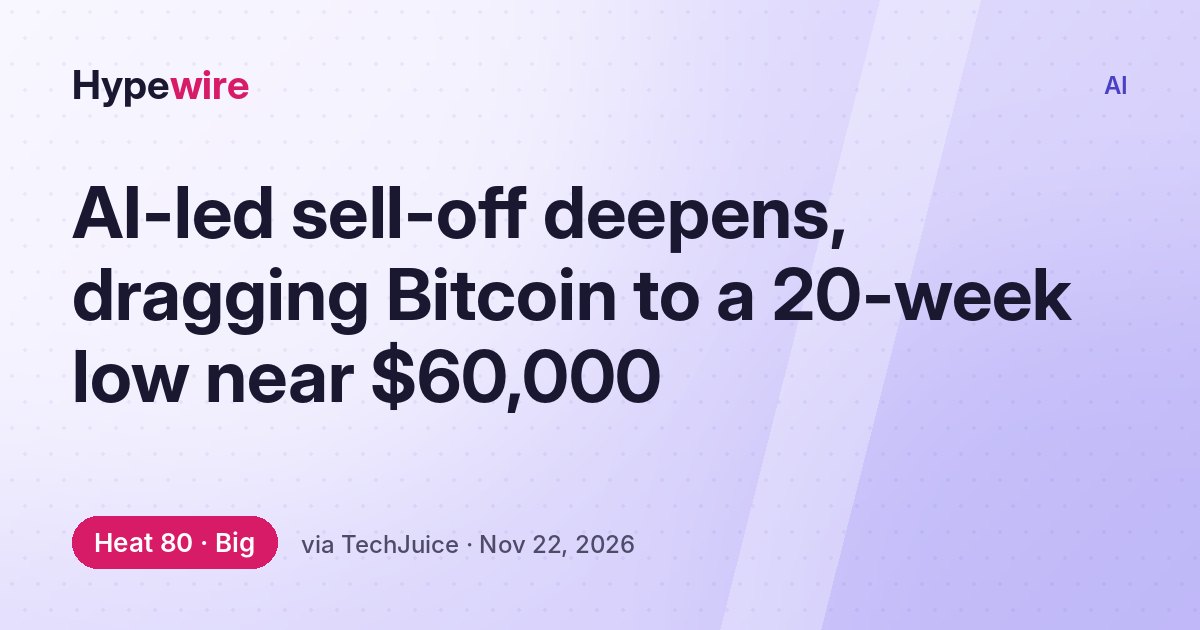 Hypewire
AI
AI-led sell-off deepens,
dragging Bitcoin to a 20-week
low near $60,000
Heat 80 · Big
via TechJuice · Nov 22, 2026